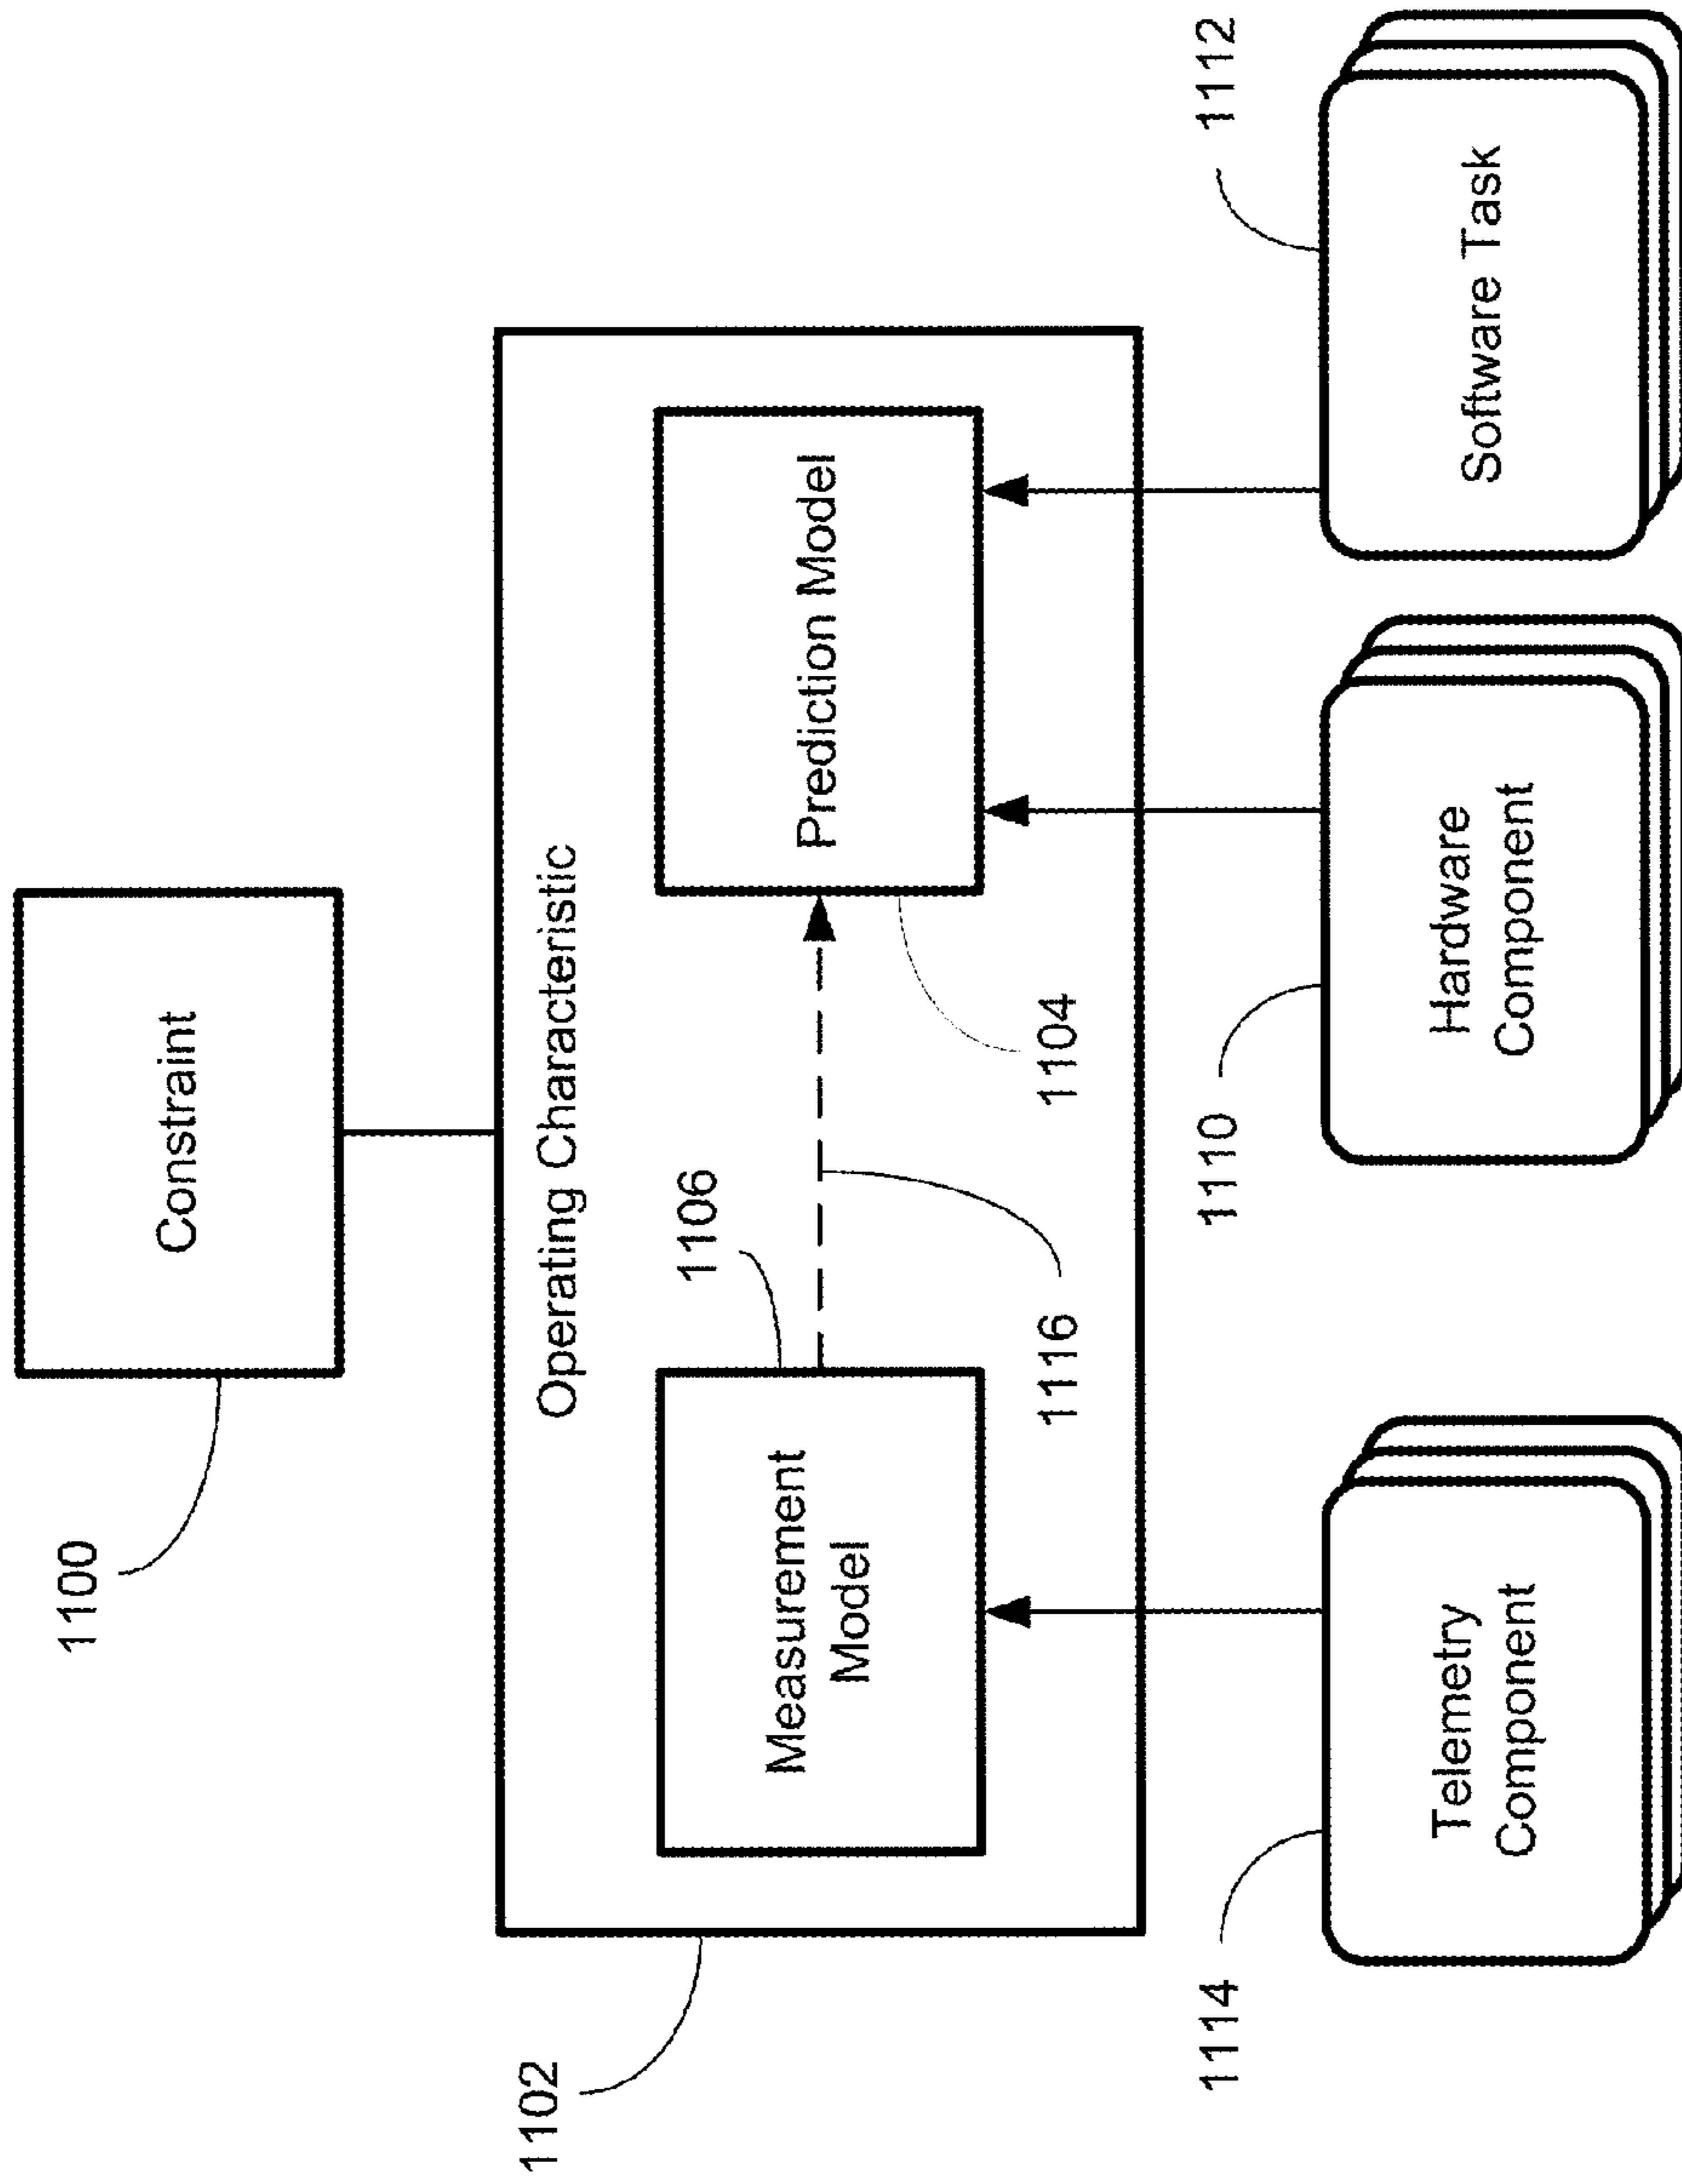 1100
Constraint
1102
Operating Characteristic
1106
Measurement
Model
Prediction Model
1116
1104
1114
1110
1112
Telemetry
Component
Hardware
Component
Software Task